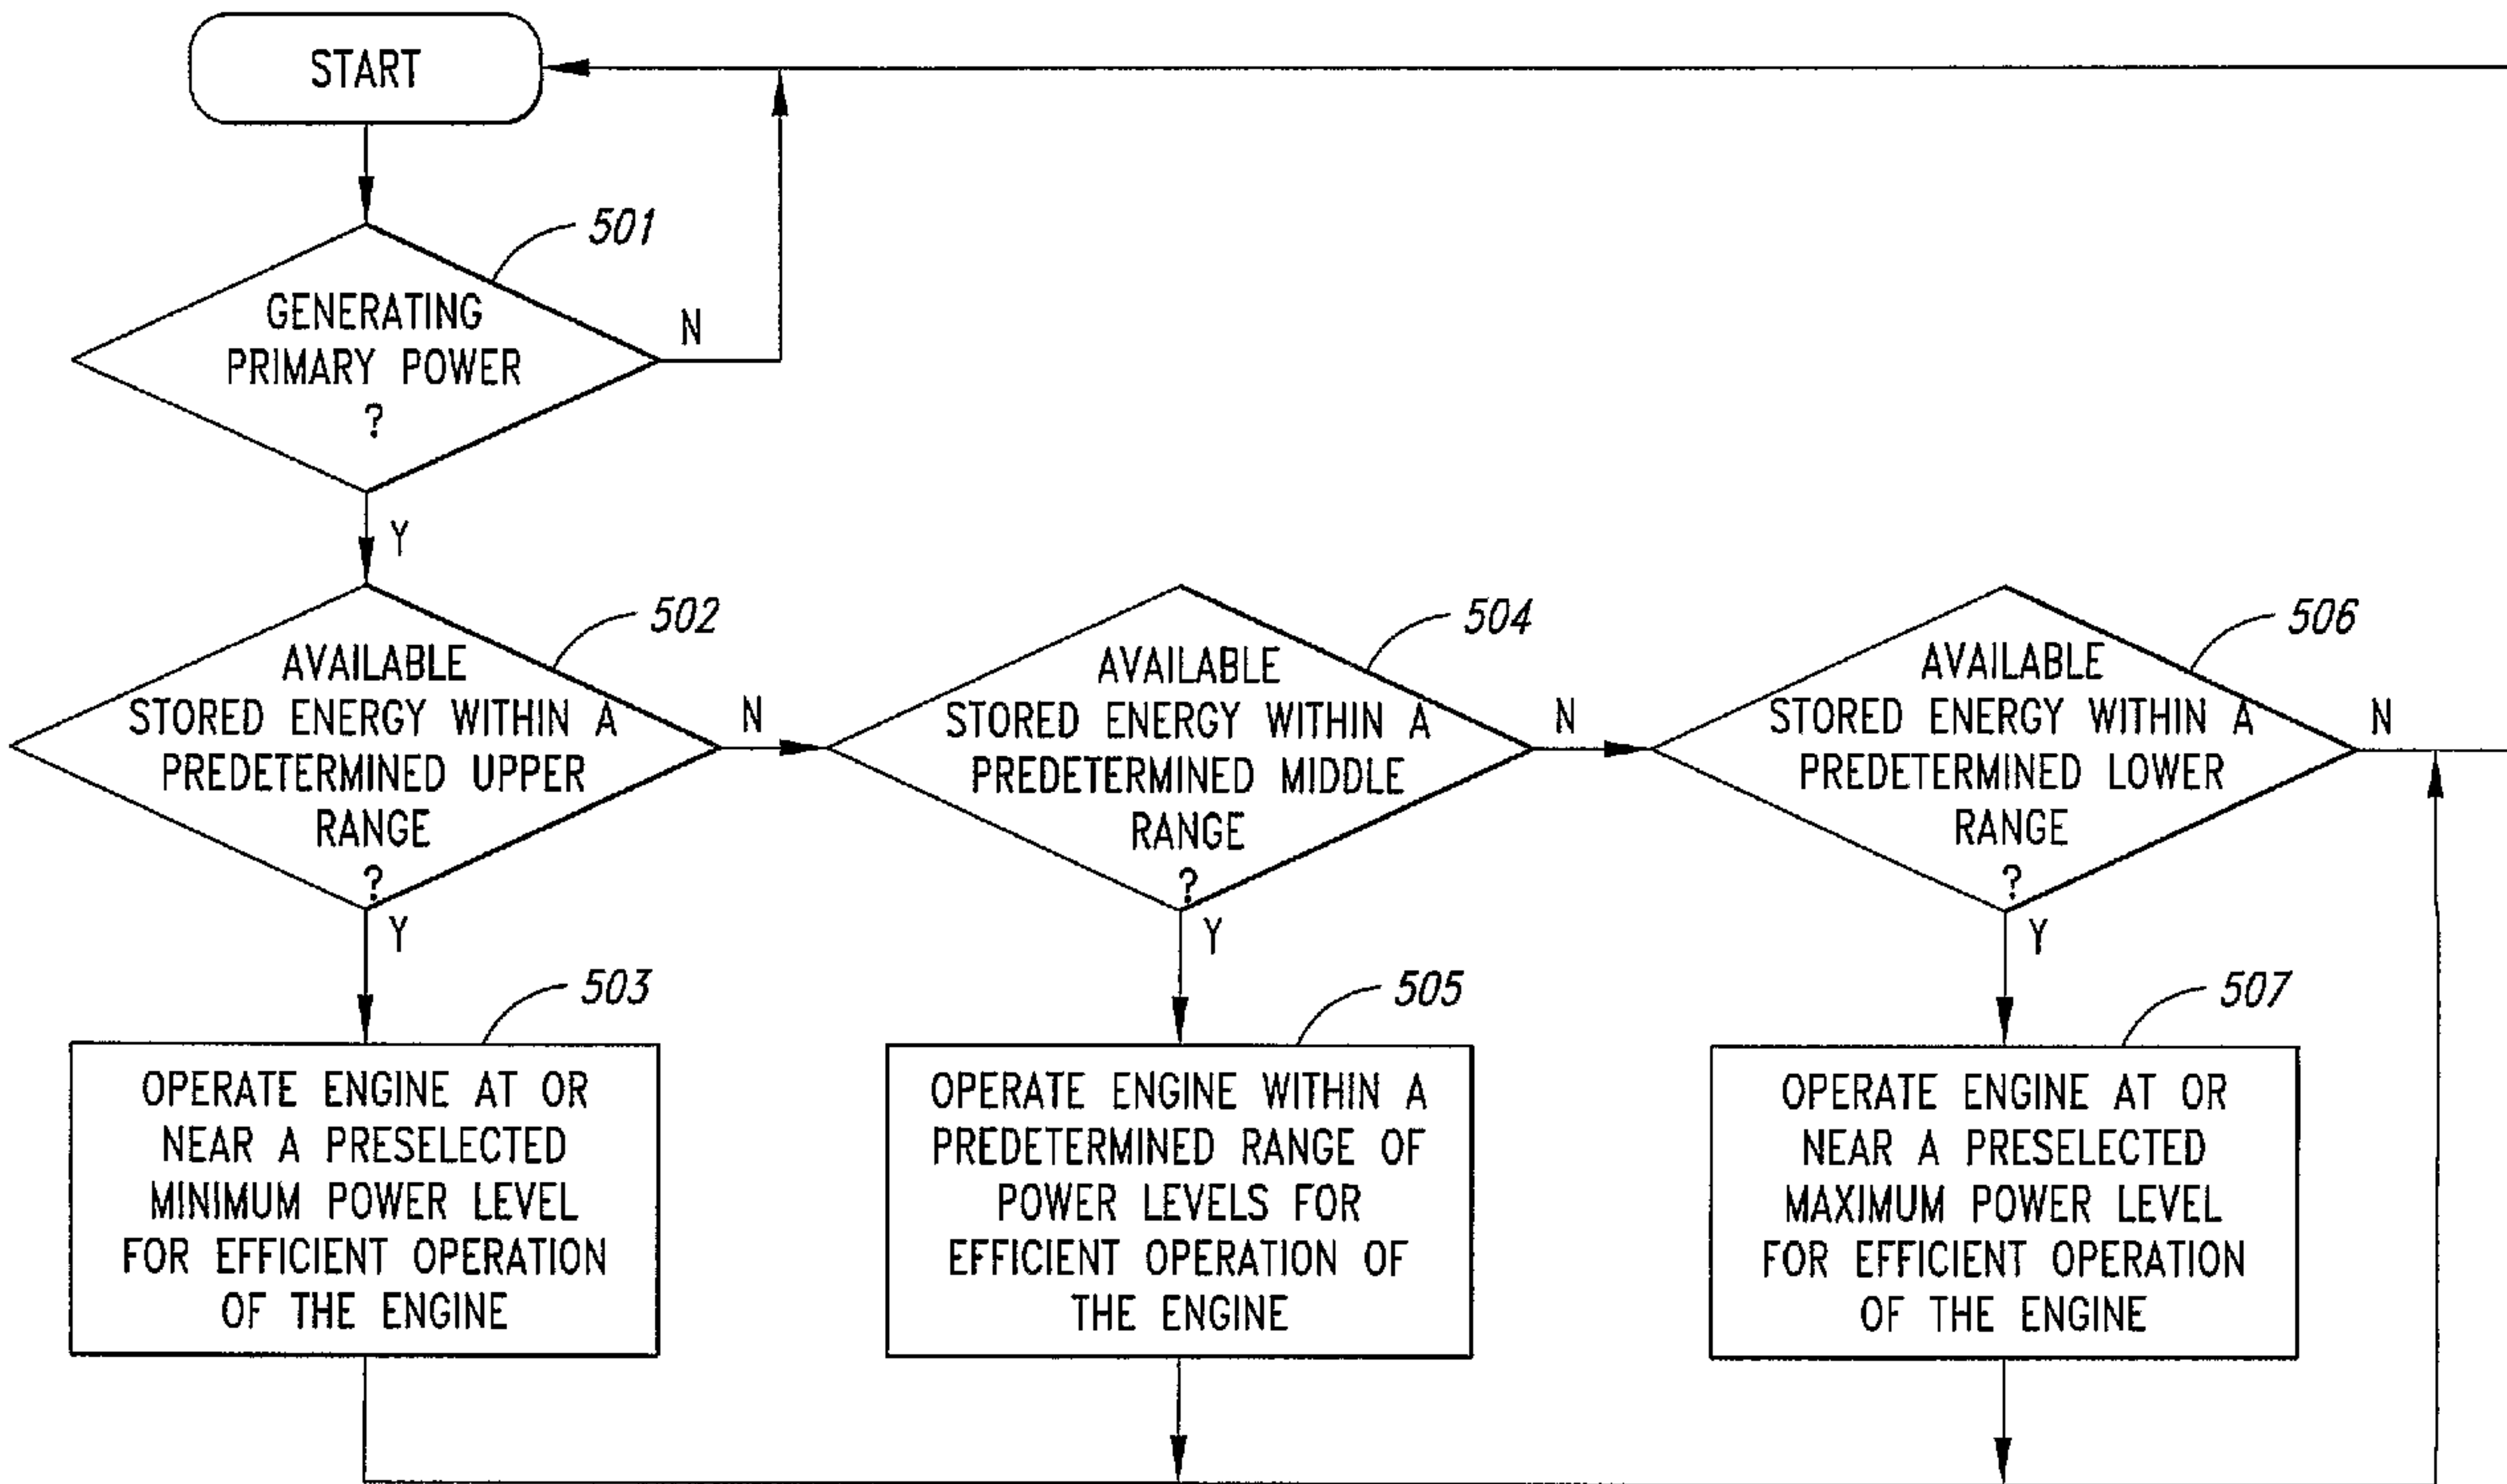 START
501
GENERATING
PRIMARY POWER
?
N
Y
502
AVAILABLE
STORED ENERGY WITHIN A
PREDETERMINED UPPER
RANGE
?
N
Y
504
AVAILABLE
STORED ENERGY WITHIN A
PREDETERMINED MIDDLE
RANGE
?
N
Y
506
AVAILABLE
STORED ENERGY WITHIN A
PREDETERMINED LOWER
RANGE
?
N
Y
503
OPERATE ENGINE AT OR
NEAR A PRESELECTED
MINIMUM POWER LEVEL
FOR EFFICIENT OPERATION
OF THE ENGINE
505
OPERATE ENGINE WITHIN A
PREDETERMINED RANGE OF
POWER LEVELS FOR
EFFICIENT OPERATION OF
THE ENGINE
507
OPERATE ENGINE AT OR
NEAR A PRESELECTED
MAXIMUM POWER LEVEL
FOR EFFICIENT OPERATION
OF THE ENGINE